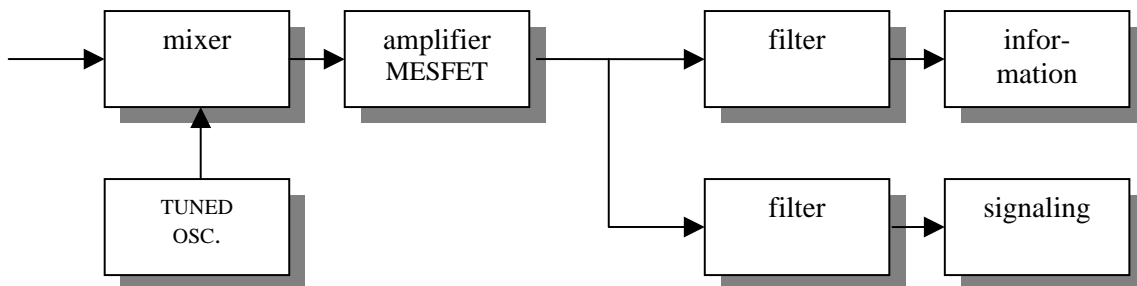 mixer
amplifier
MESFET
filter
infor-
mation
TUNED
OSC.
filter
signaling